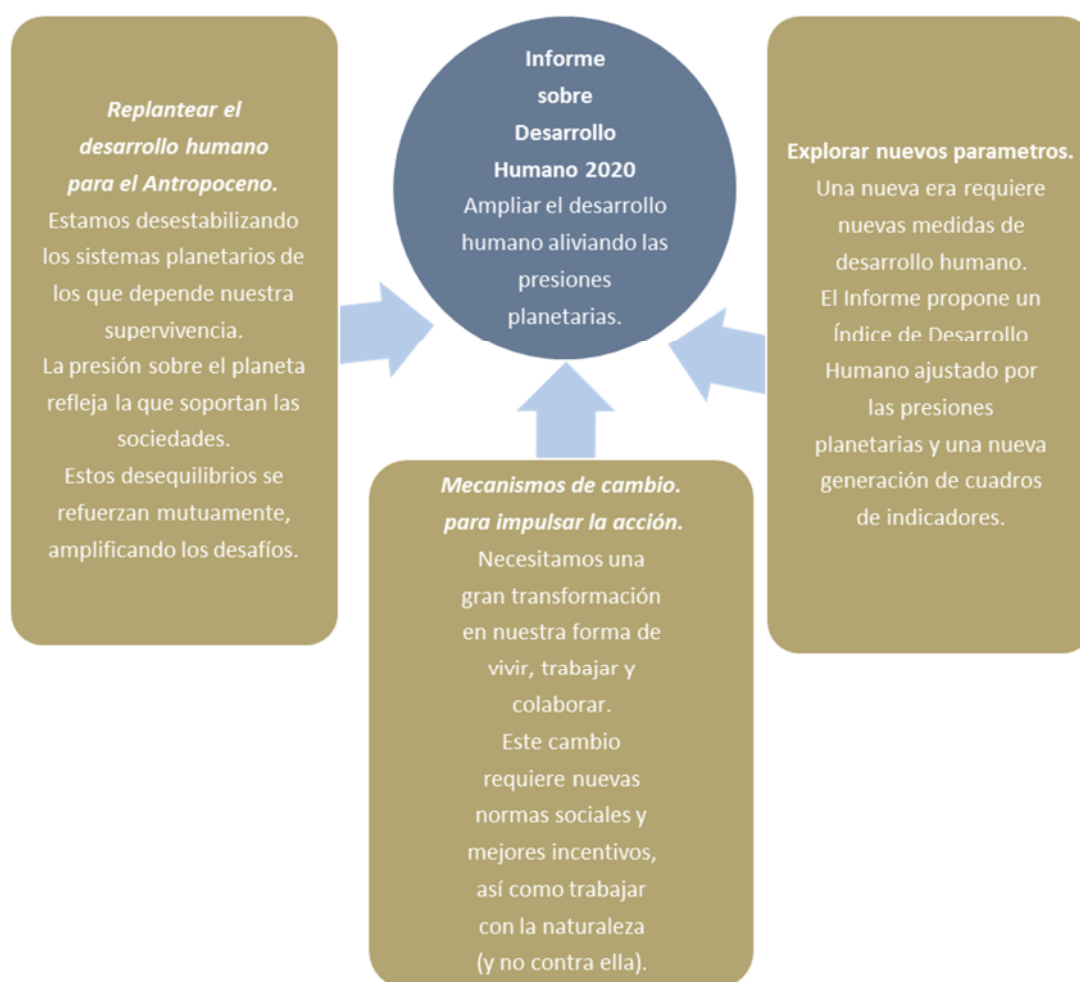 Replantear el
desarrollo humano
para el Antropoceno.
Estamos desestabilizando
los sistemas planetarios de
los que depende nuestra
supervivencia.
La presión sobre el planeta
refleja la que soportan las
sociedades.
Estos desequilibrios se
refuerzan mutuamente,
amplificando los desafíos.
Informe
sobre
Desarrollo
Humano 2020
Ampliar el desarrollo
humano aliviando las
presiones
planetarias.
Explorar nuevos parametros.
Una nueva era requiere
nuevas medidas de
desarrollo humano.
El Informe propone un
Índice de Desarrollo
Humano ajustado por
las presiones
planetarias y una nueva
generación de cuadros
de indicadores.
Mecanismos de cambio.
para impulsar la acción.
Necesitamos una
gran transformación
en nuestra forma de
vivir, trabajar y
colaborar.
Este cambio
requiere nuevas
normas sociales y
mejores incentivos,
así como trabajar
con la naturaleza
(y no contra ella).